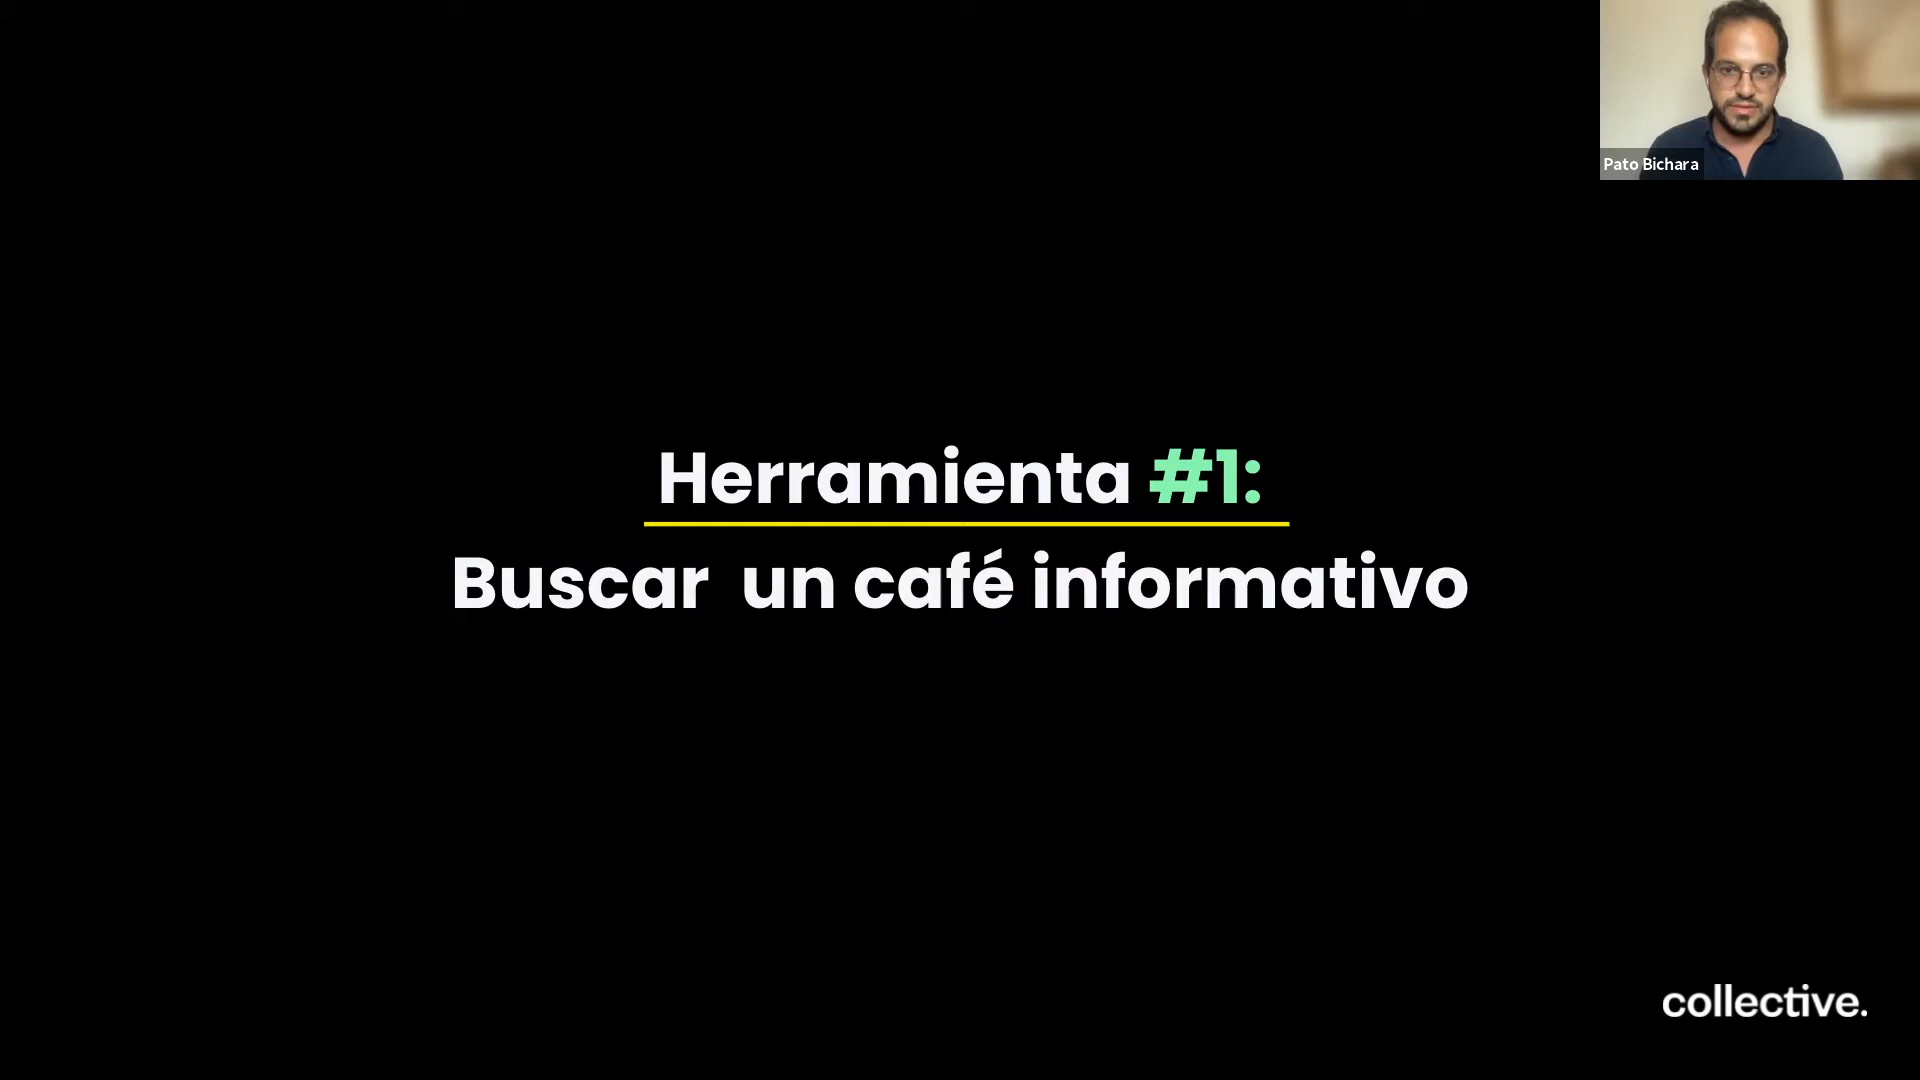 Pato Bichara
Herramienta #1:
Buscar un café informativo
collective.